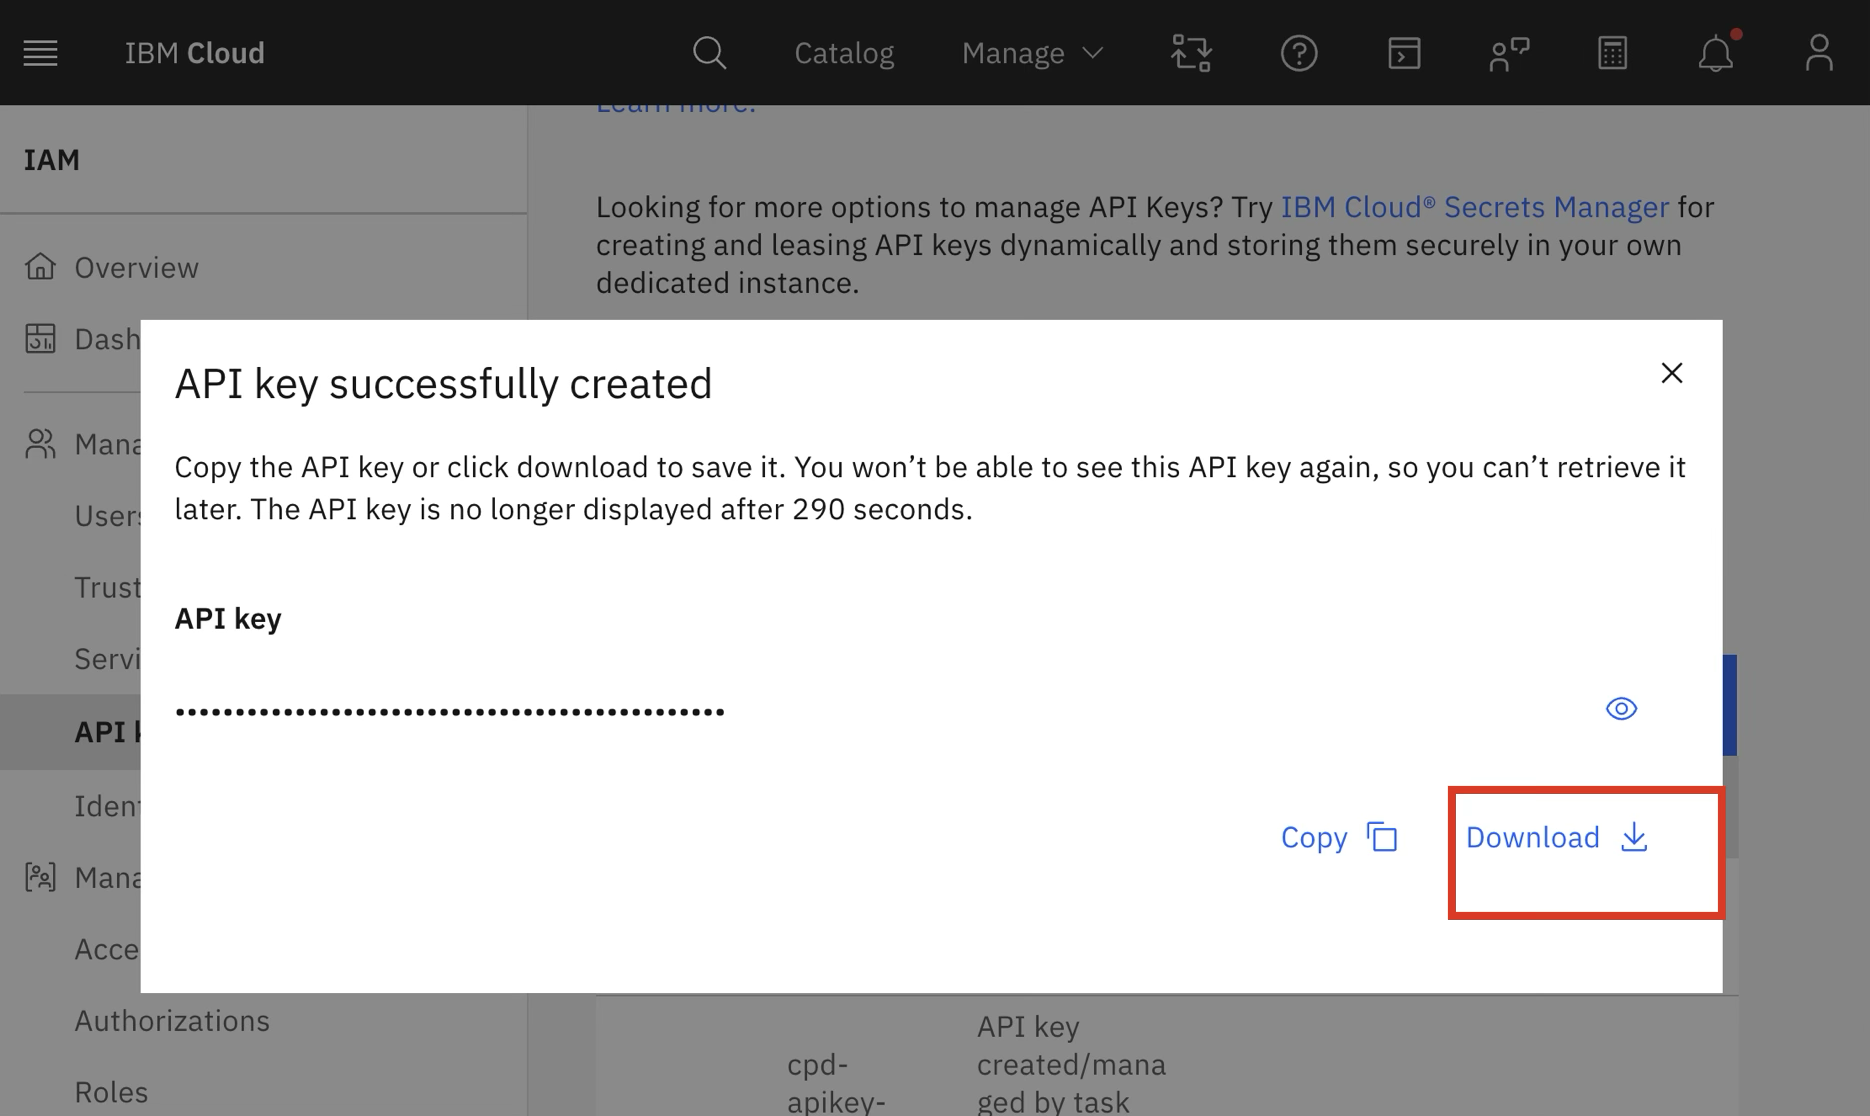 IBM Cloud
Catalog
Manage
Learn more.
IAM
Overview
Dash
Mana
Users
Trust
Servi
API k
Iden
Mana
Acce
Authorizations
Roles
Looking for more options to manage API Keys? Try IBM Cloud® Secrets Manager for
creating and leasing API keys dynamically and storing them securely in your own
dedicated instance.
API key successfully created
Copy the API key or click download to save it. You won’t be able to see this API key again, so you can’t retrieve it
later. The API key is no longer displayed after 290 seconds.
API key
••••••••••••••••••••••••••••••••••••••••••••
Copy
Download
cpd-
apikey-
API key
created/mana
ged by task